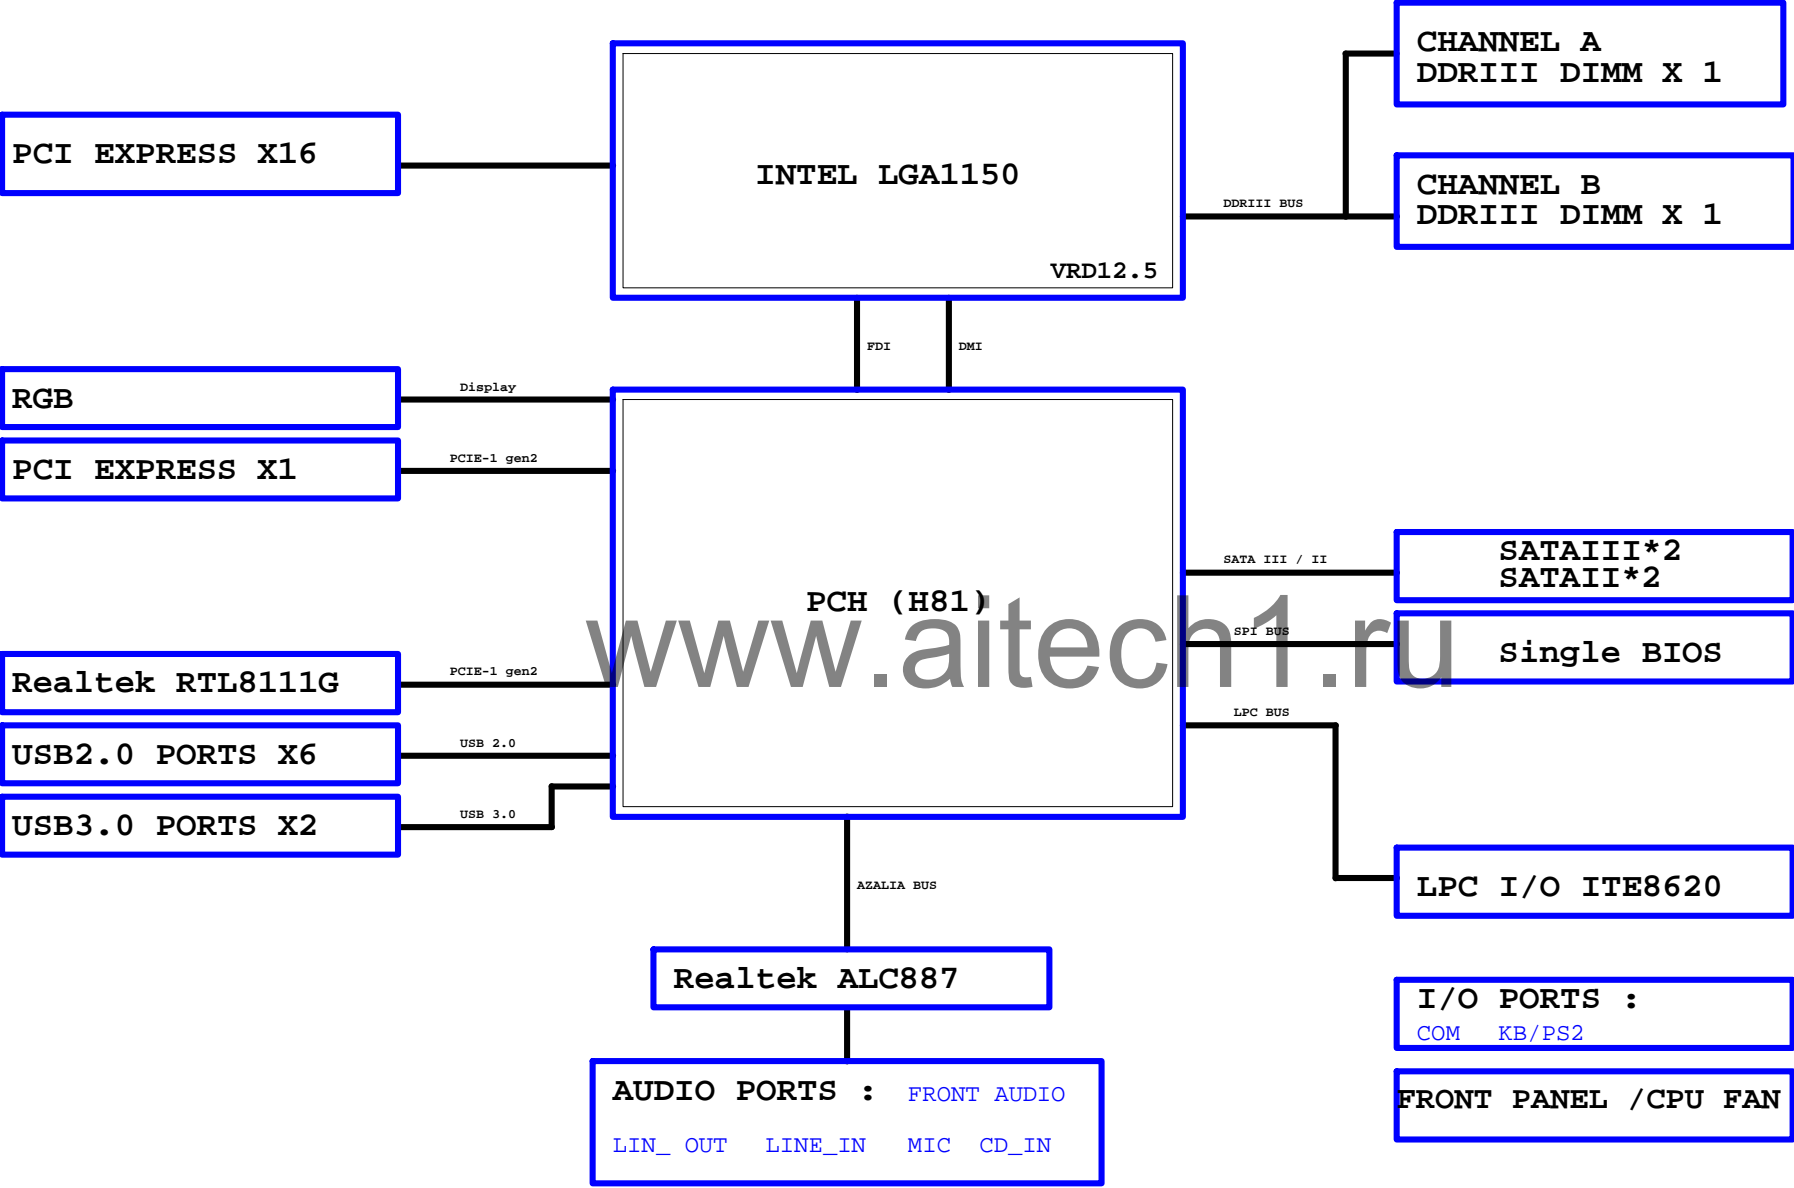 CHANNEL A
DDRIII DIMM X 1
PCI EXPRESS X16
INTEL LGA1150
VRD12.5
DDRIII BUS
CHANNEL B
DDRIII DIMM X 1
FDI
DMI
RGB
Display
PCI EXPRESS X1
PCIE-1 gen2
PCH (H81)
SATA III / II
SATAIII*2
SATAII*2
www.aitech1.ru
SPI BUS
Single BIOS
Realtek RTL8111G
PCIE-1 gen2
LPC BUS
USB2.0 PORTS X6
USB 2.0
USB3.0 PORTS X2
USB 3.0
AZALIA BUS
LPC I/O ITE8620
Realtek ALC887
I/O PORTS :
COM KB/PS2
AUDIO PORTS : FRONT AUDIO
LIN_ OUT LINE_IN MIC CD_IN
FRONT PANEL /CPU FAN